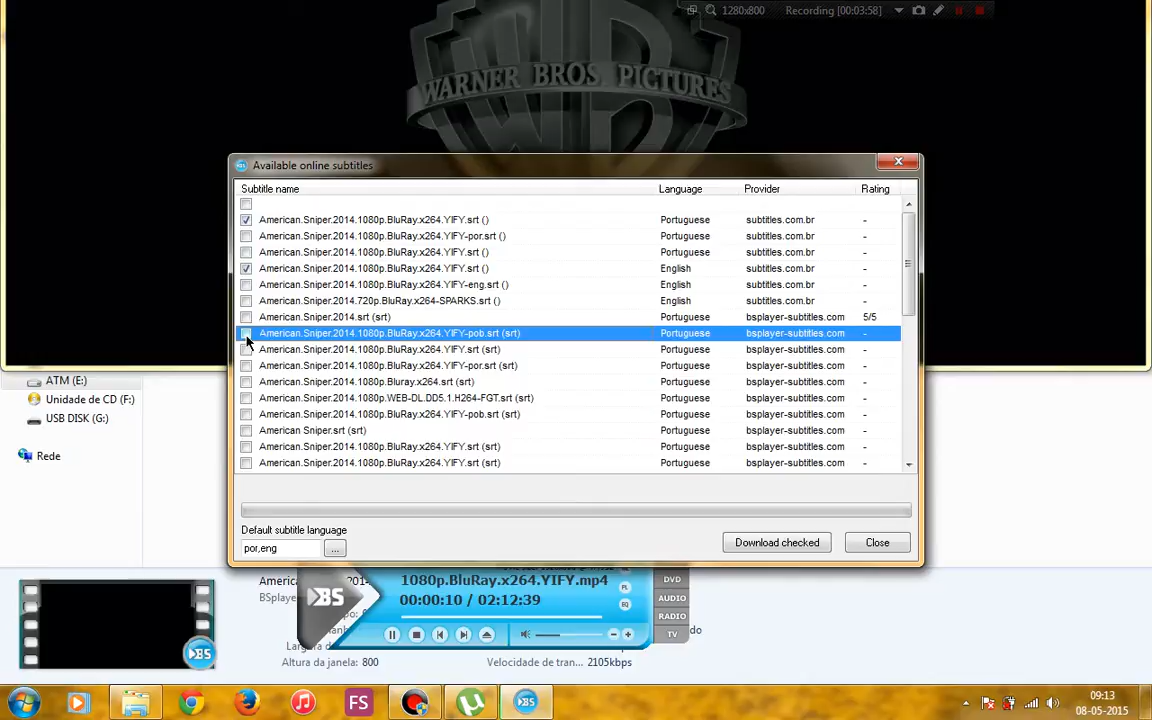 1280x800 Recording [03:58]
WARNER BROS. PICTURES
Available online subtitles
Subtitle name Language Provider Rating
American.Sniper.2014.1080p.BluRay.x264.YIFY.srt () Portuguese subtitles.com.br -
American.Sniper.2014.1080p.BluRay.x264.YIFY-por.srt () Portuguese subtitles.com.br -
American.Sniper.2014.1080p.BluRay.x264.YIFY.srt () Portuguese subtitles.com.br -
American.Sniper.2014.1080p.BluRay.x264.YIFY.srt () English subtitles.com.br -
American.Sniper.2014.1080p.BluRay.x264.YIFY-eng.srt () English subtitles.com.br -
American.Sniper.2014.720p.BluRay.x264-SPARKS.srt () English subtitles.com.br -
American.Sniper.2014.srt (srt) Portuguese bsplayer-subtitles.com 5/5
American.Sniper.2014.1080p.BluRay.x264.YIFY-pob.srt (srt) Portuguese bsplayer-subtitles.com -
American.Sniper.2014.1080p.BluRay.x264.YIFY.srt (srt) Portuguese bsplayer-subtitles.com -
American.Sniper.2014.1080p.BluRay.x264.YIFY-por.srt (srt) Portuguese bsplayer-subtitles.com -
American.Sniper.2014.1080p.Bluray.x264.srt (srt) Portuguese bsplayer-subtitles.com -
American.Sniper.2014.1080p.WEB-DL.DD5.1.H264-FGT.srt (srt) Portuguese bsplayer-subtitles.com -
American.Sniper.2014.1080p.BluRay.x264.YIFY-pob.srt (srt) Portuguese bsplayer-subtitles.com -
American Sniper.srt (srt) Portuguese bsplayer-subtitles.com -
American.Sniper.2014.1080p.BluRay.x264.YIFY.srt (srt) Portuguese bsplayer-subtitles.com -
American.Sniper.2014.1080p.BluRay.x264.YIFY.srt (srt) Portuguese bsplayer-subtitles.com -
ATM (E:)
Unidade de CD (F:)
USB DISK (G:)
Rede
Default subtitle language
por,eng ...
Download checked Close
1080p.BluRay.x264.YIFY.mp4
00:00:10 / 02:12:39
BS
PL
EQ
DVD
AUDIO
RADIO
TV
BSplaye
Altura da janela: 800 Velocidade de tran... 2105kbps
BS
FS
BS
09:13
08-05-2015